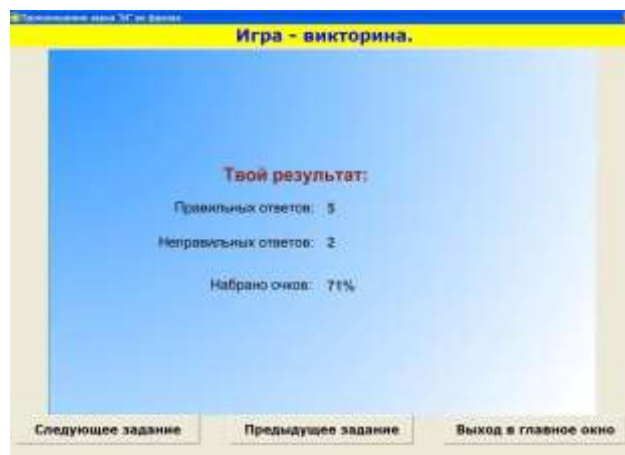 Игра - викторина.
Твой результат:
Правильных ответов: 5
Неправильных ответов: 2
Набрано очков: 71%
Следующее задание Предыдущее задание Выход в главное окно